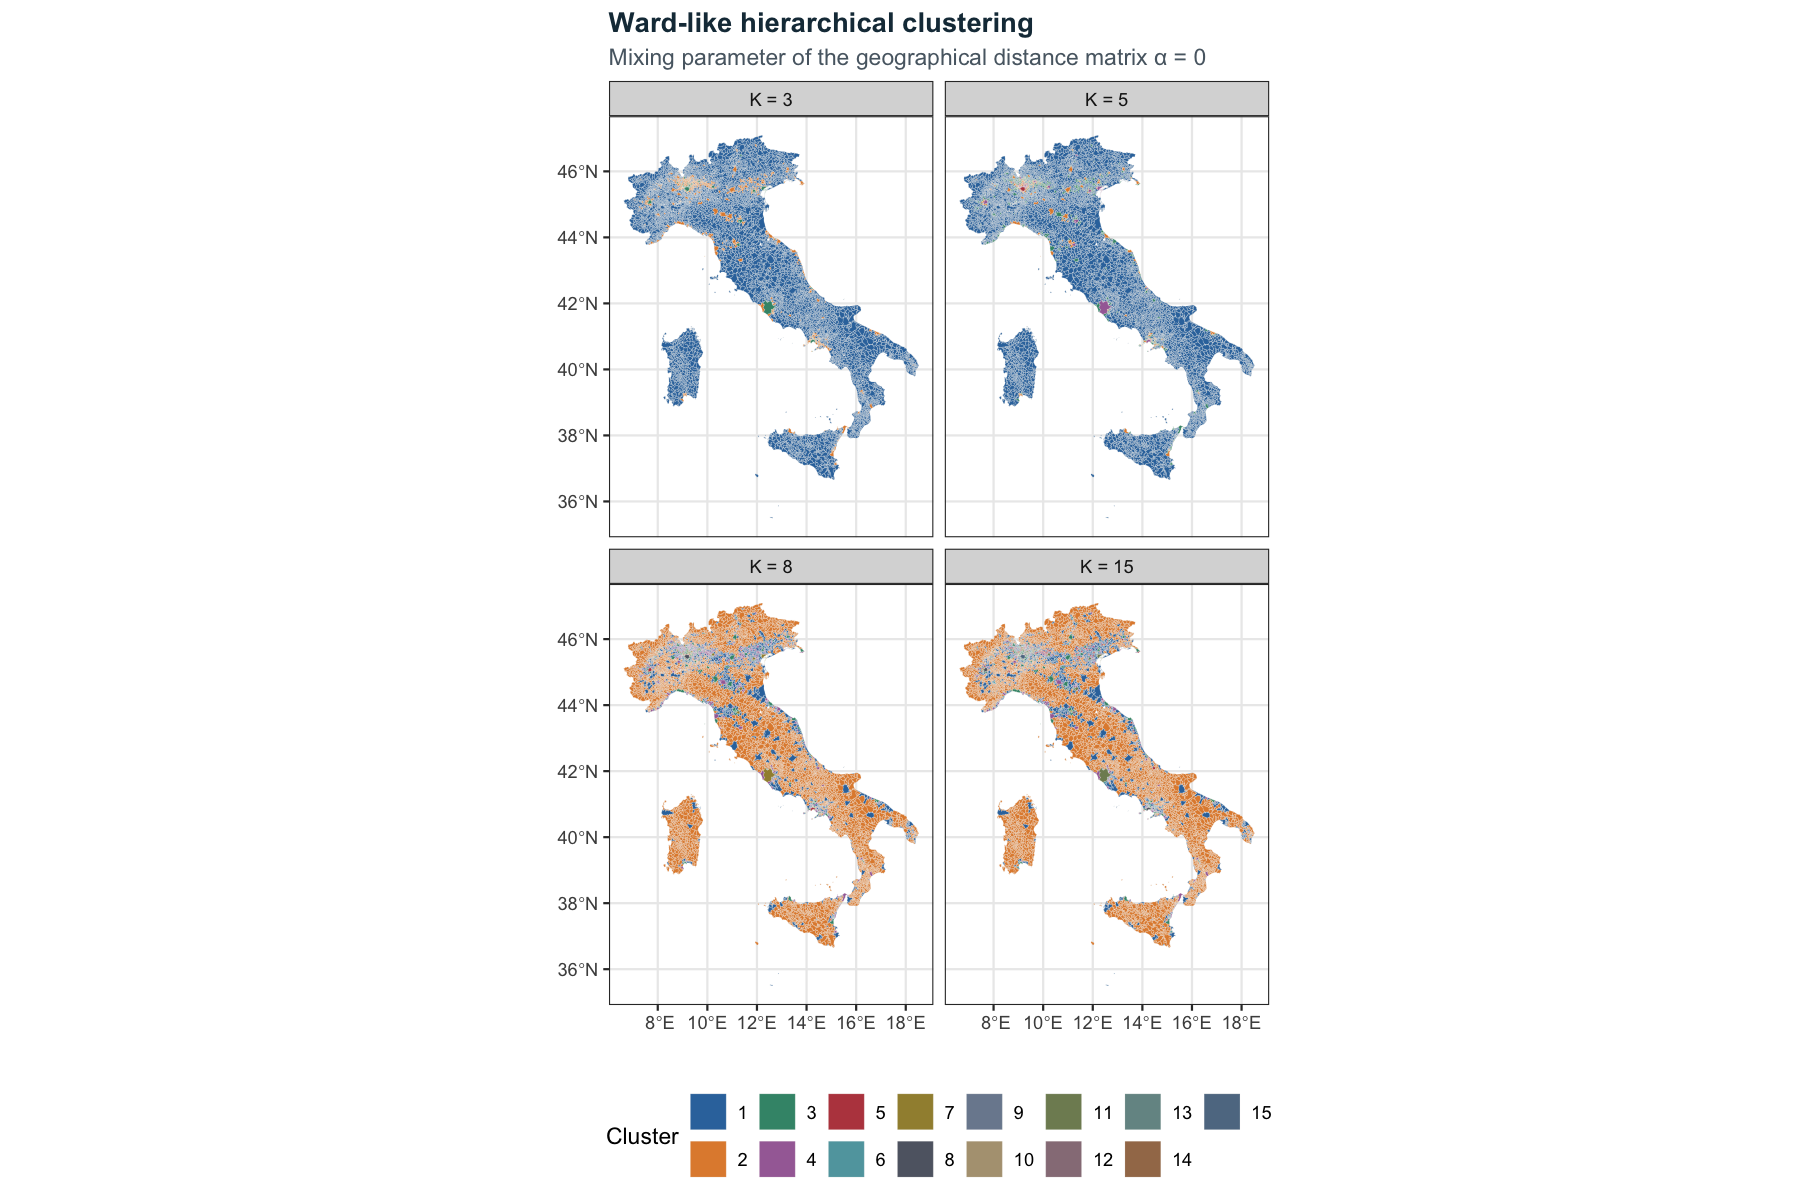 Ward-like hierarchical clustering
Mixing parameter of the geographical distance matrix α = 0
K = 3
K = 5
46°N
44°N
42°N
40°N
38°N
36°N
K = 8
K = 15
46°N
44°N
42°N
40°N
38°N
36°N
8°E 10°E 12°E 14°E 16°E 18°E
8°E 10°E 12°E 14°E 16°E 18°E
Cluster
1 3 5 7 9 11 13 15
2 4 6 8 10 12 14